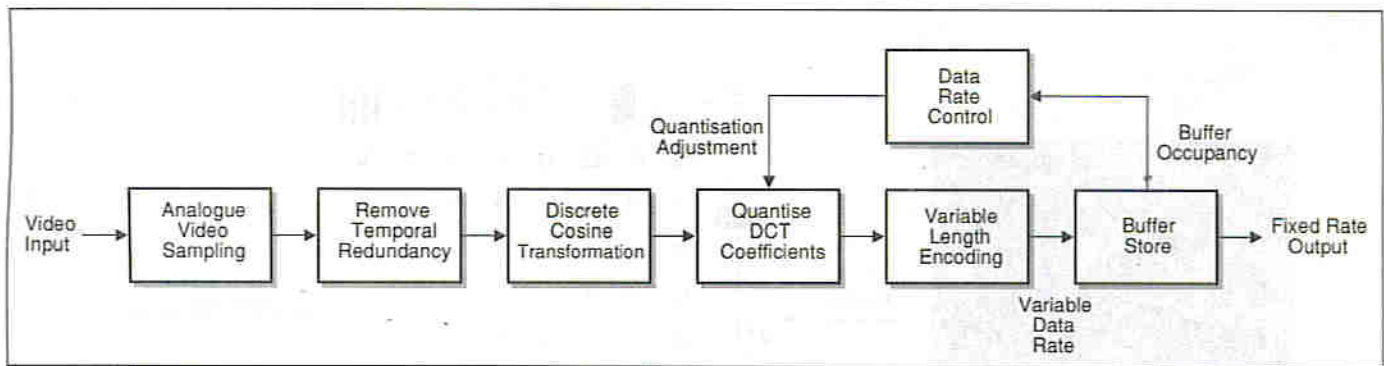 Data
Rate
Control
Quantisation
Adjustment
Buffer
Occupancy
Video
Input
Analogue
Video
Sampling
Remove
Temporal
Redundancy
Discrete
Cosine
Transformation
Quantise
DCT
Coefficients
Variable
Length
Encoding
Buffer
Store
Fixed Rate
Output
Variable
Data
Rate